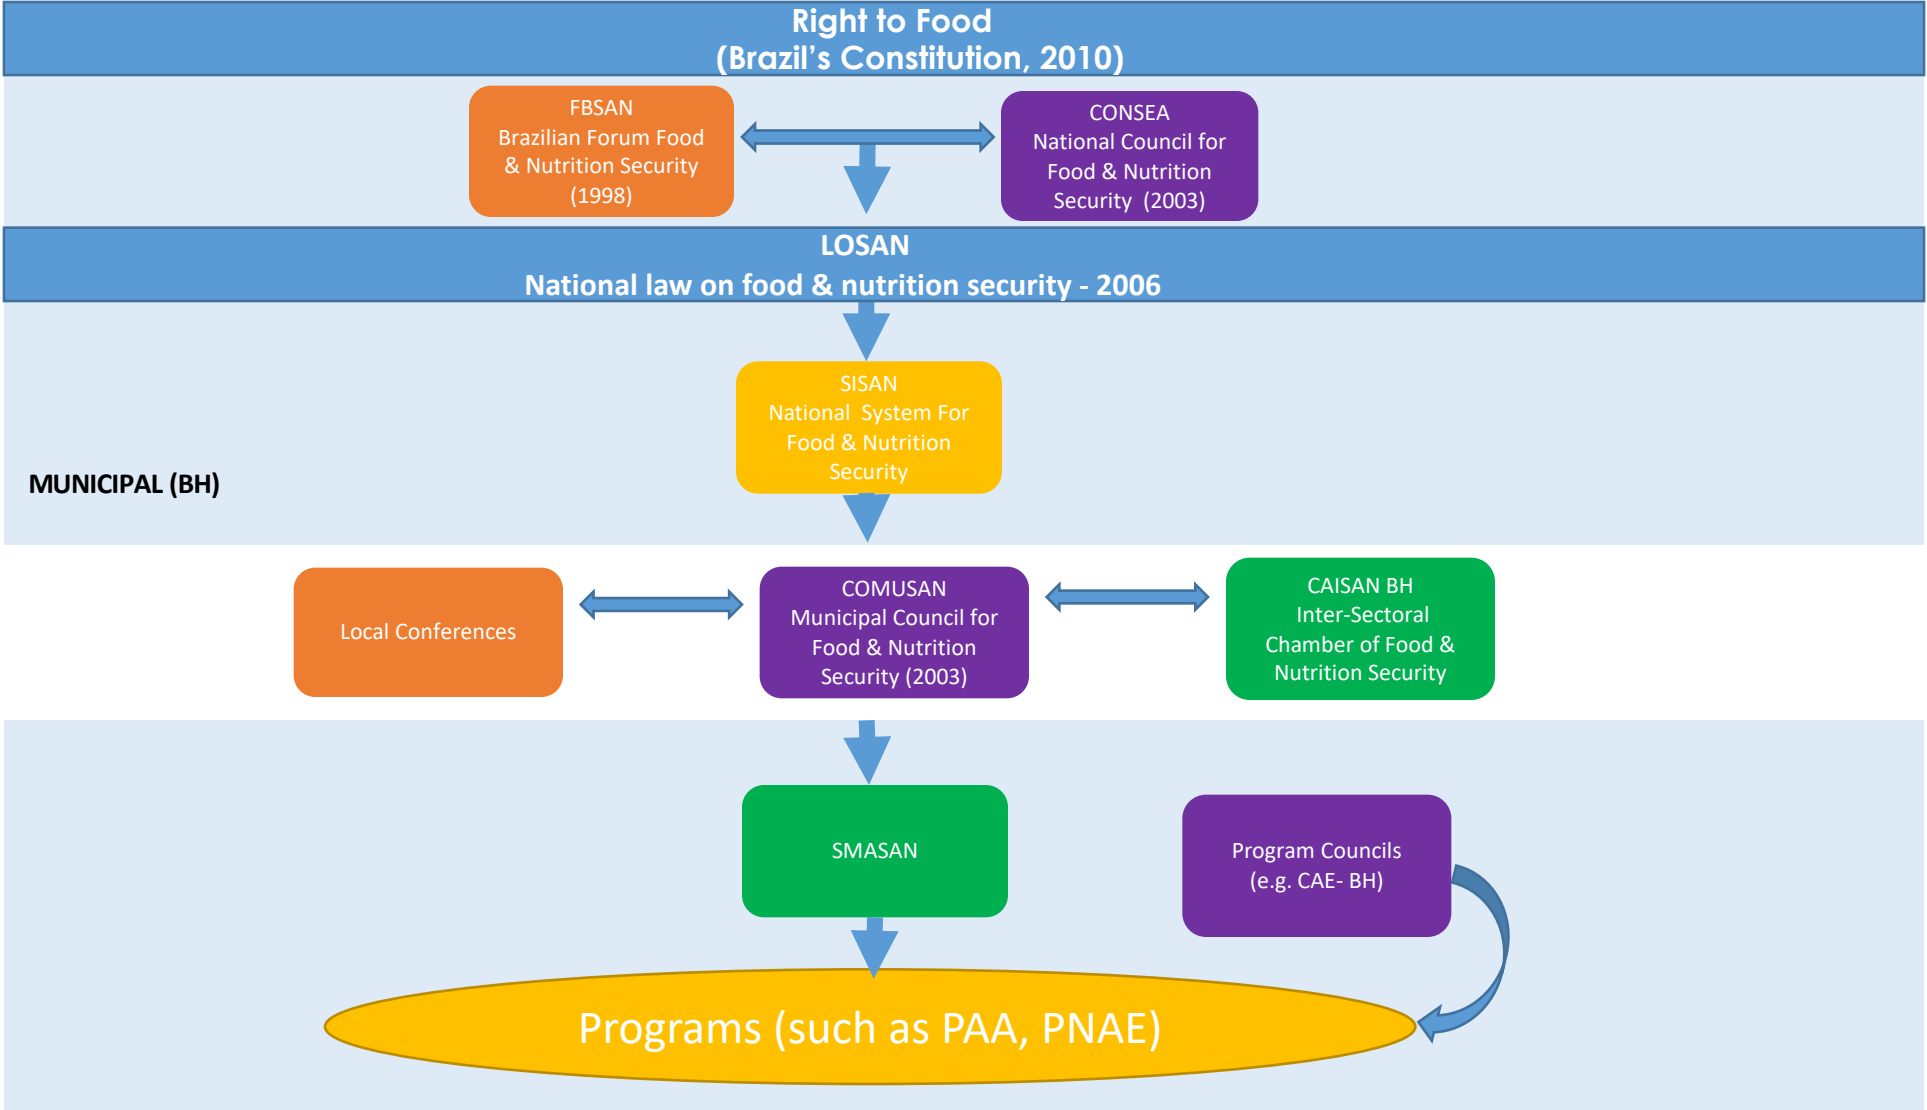 Right to Food
(Brazil’s Constitution, 2010)
FBSAN
Brazilian Forum Food
& Nutrition Security
(1998)
CONSEA
National Council for
Food & Nutrition
Security (2003)
LOSAN
National law on food & nutrition security - 2006
SISAN
National System For
Food & Nutrition
Security
MUNICIPAL (BH)
Local Conferences
COMUSAN
Municipal Council for
Food & Nutrition
Security (2003)
CAISAN BH
Inter-Sectoral
Chamber of Food &
Nutrition Security
SMASAN
Program Councils
(e.g. CAE- BH)
Programs (such as PAA, PNAE)